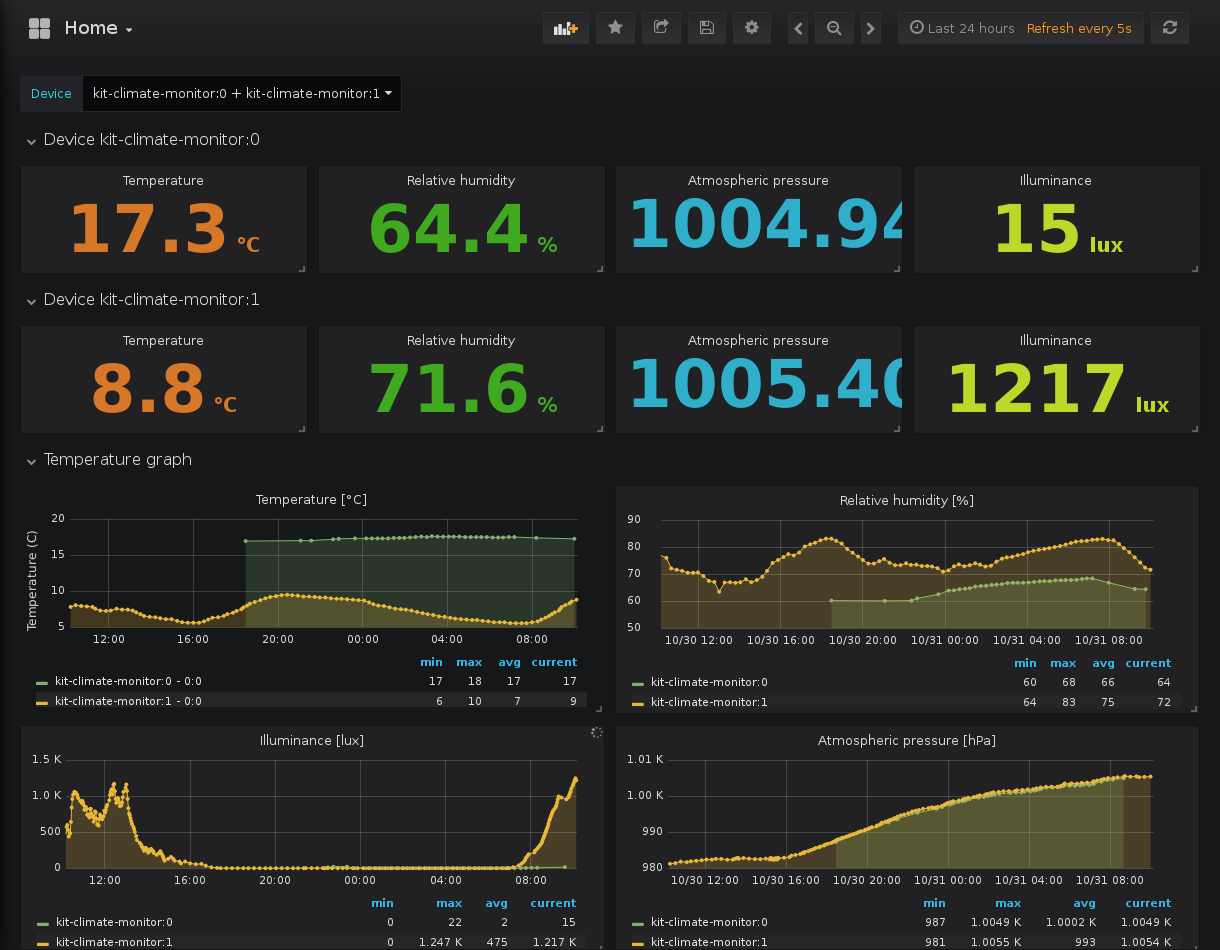 Home
Last 24 hours Refresh every 5s
Device kit-climate-monitor:0 + kit-climate-monitor:1
Device kit-climate-monitor:0
Temperature Relative humidity Atmospheric pressure Illuminance
17.3 °C 64.4 % 1004.94 15 lux
Device kit-climate-monitor:1
Temperature Relative humidity Atmospheric pressure Illuminance
8.8 °C 71.6 % 1005.40 1217 lux
Temperature graph
Temperature [°C]
Temperature (C)
20
15
10
5
12:00 16:00 20:00 00:00 04:00 08:00
min max avg current
kit-climate-monitor:0 - 0:0 17 18 17 17
kit-climate-monitor:1 - 0:0 6 10 7 9
Relative humidity [%]
90
80
70
60
50
10/30 12:00 10/30 16:00 10/30 20:00 10/31 00:00 10/31 04:00 10/31 08:00
min max avg current
kit-climate-monitor:0 60 68 66 64
kit-climate-monitor:1 64 83 75 72
Illuminance [lux]
1.5 K
1.0 K
500
0
12:00 16:00 20:00 00:00 04:00 08:00
min max avg current
kit-climate-monitor:0 0 22 2 15
kit-climate-monitor:1 0 1.247 K 475 1.217 K
Atmospheric pressure [hPa]
1.01 K
1.00 K
990
980
10/30 12:00 10/30 16:00 10/30 20:00 10/31 00:00 10/31 04:00 10/31 08:00
min max avg current
kit-climate-monitor:0 987 1.0049 K 1.0002 K 1.0049 K
kit-climate-monitor:1 981 1.0055 K 993 1.0054 K